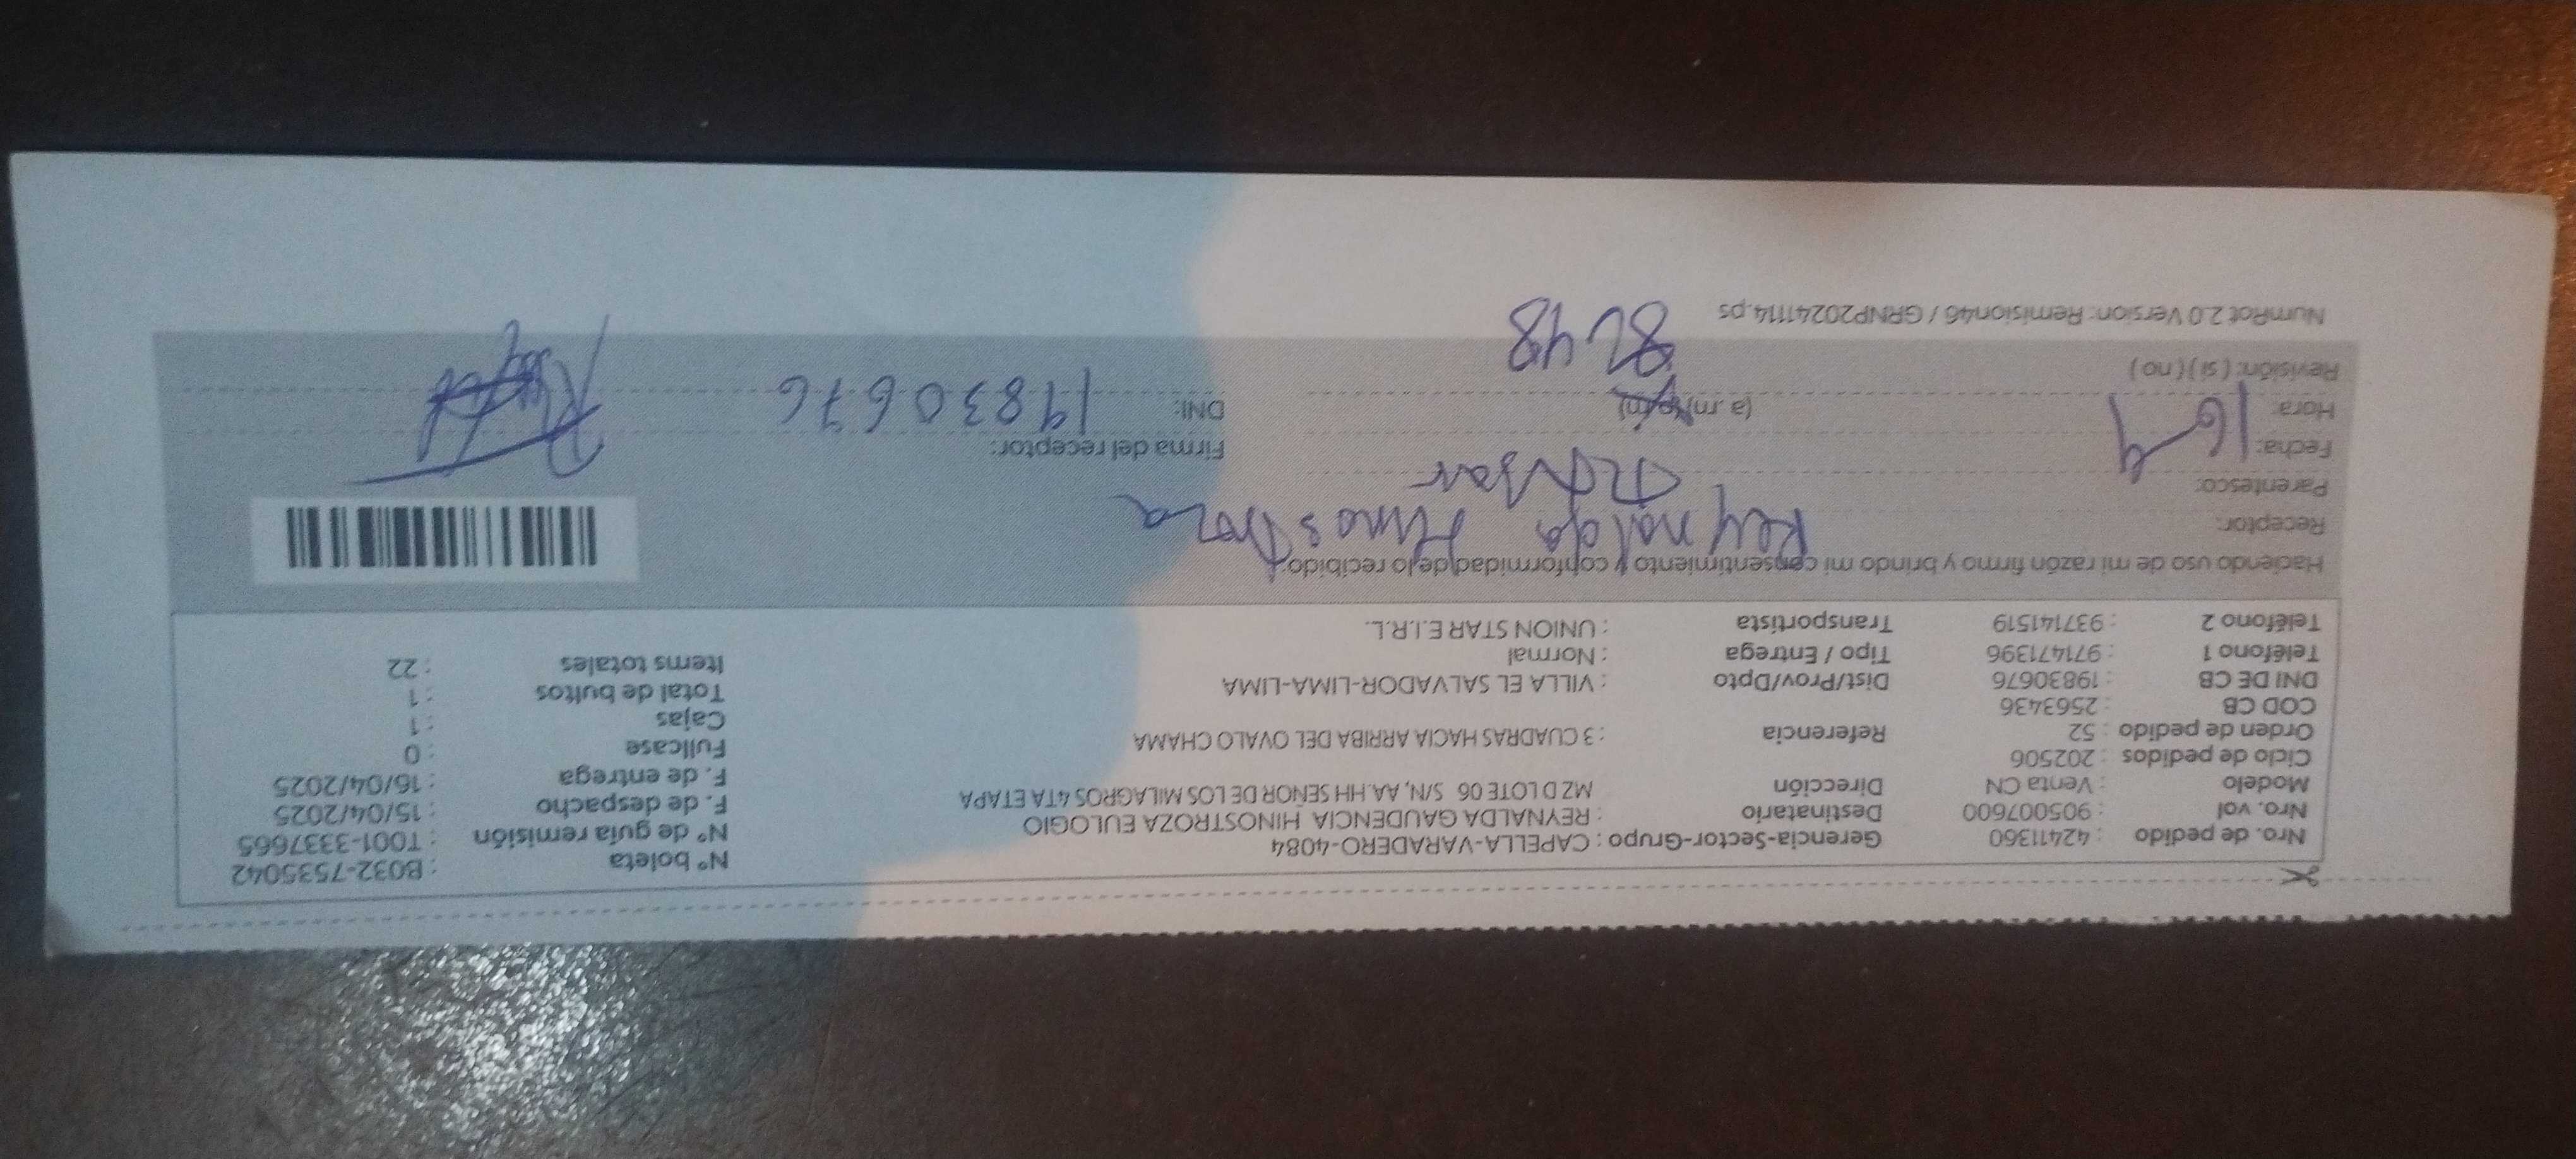 Nro. de pedido : 42411360 Gerencia-Sector-Grupo : CAPELLA-VARADERO-4084 N° boleta : B032-7535042
Nro. vol : 905007600 Destinatario : REYNALDA GAUDENCIA HINOSTROZA EULOGIO N° de guía remisión : T001-3337665
Modelo : Venta CN Dirección MZ D LOTE 06 S/N, AA.HH SEÑOR DE LOS MILAGROS 4TA ETAPA F. de despacho : 15/04/2025
Ciclo de pedidos : 202506 F. de entrega : 16/04/2025
Orden de pedido : 52 Referencia : 3 CUADRAS HACIA ARRIBA DEL OVALO CHAMA Fullcase : 0
COD CB : 2563436 Cajas : 1
DNI DE CB : 19830676 Dist/Prov/Dpto : VILLA EL SALVADOR-LIMA-LIMA Total de bultos : 1
Teléfono 1 : 971471396 Tipo / Entrega : Normal Items totales : 22
Teléfono 2 : 937141519 Transportista : UNION STAR E.I.R.L.
Haciendo uso de mi razón firmo y brindo mi consentimiento y conformidad de lo recibido:
Receptor: Reynalda Hinostroza
Parentesco:
Fecha: 16-4 Firma del receptor:
Hora: (a. m/p.m) 8:48 DNI: 19830676
Revisión: ( si ) ( no )
NumRot 2.0 Version: Remision46 / GRNP20241114.ps